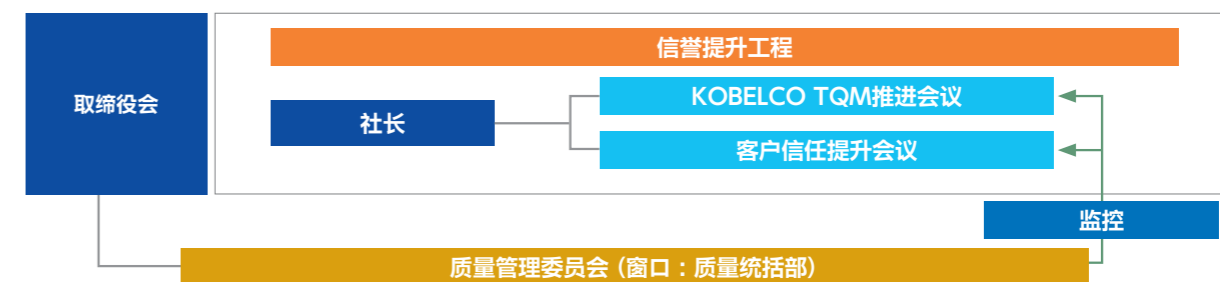 信誉提升工程
取缔役会
KOBELCO TQM推进会议
社长
客户信任提升会议
监控
质量管理委员会（窗口：质量统括部）